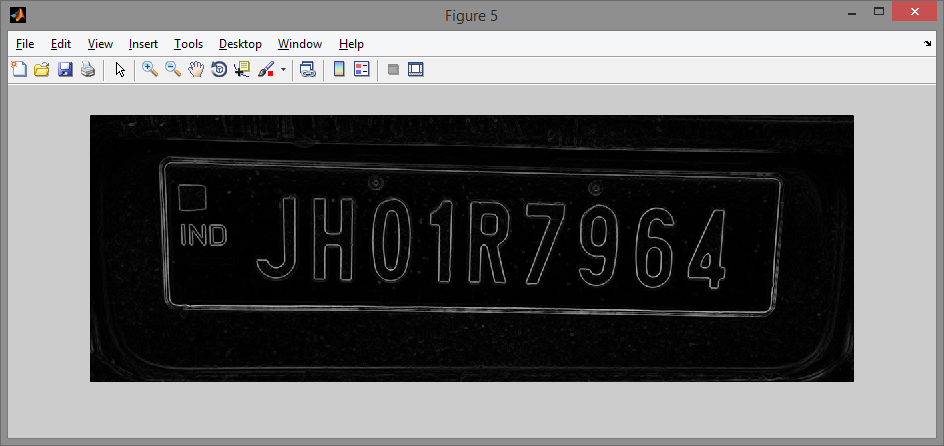 Figure 5
File Edit View Insert Tools Desktop Window Help
IND
JH01R7964